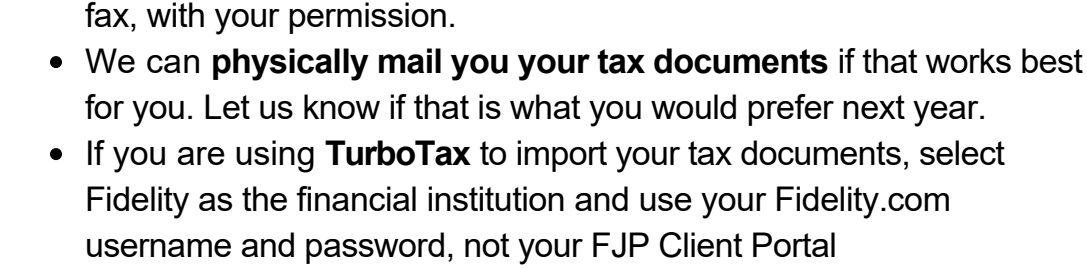 fax, with your permission.
• We can physically mail you your tax documents if that works best
for you. Let us know if that is what you would prefer next year.
• If you are using TurboTax to import your tax documents, select
Fidelity as the financial institution and use your Fidelity.com
username and password, not your FJP Client Portal